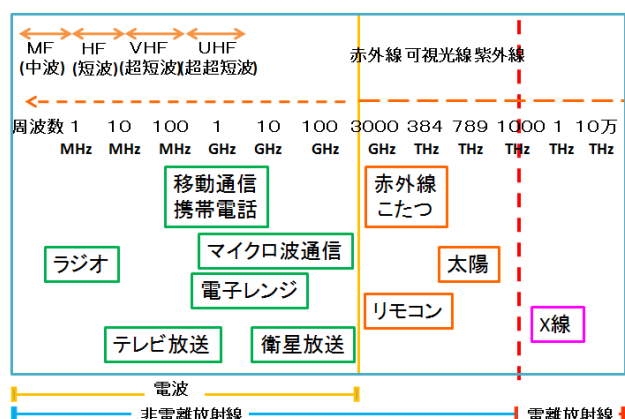 MF HF VHF UHF
(中波) (短波) (超短波) (超超短波)
赤外線 可視光線 紫外線
周波数 1 10 100 1 10 100 3000 384 789 1000 1 10万
MHz MHz MHz GHz GHz GHz GHz THz THz THz THz THz
移動通信
携帯電話
赤外線
こたつ
マイクロ波通信
ラジオ
太陽
電子レンジ
リモコン
X線
テレビ放送
衛星放送
電波
非電離放射線
電離放射線